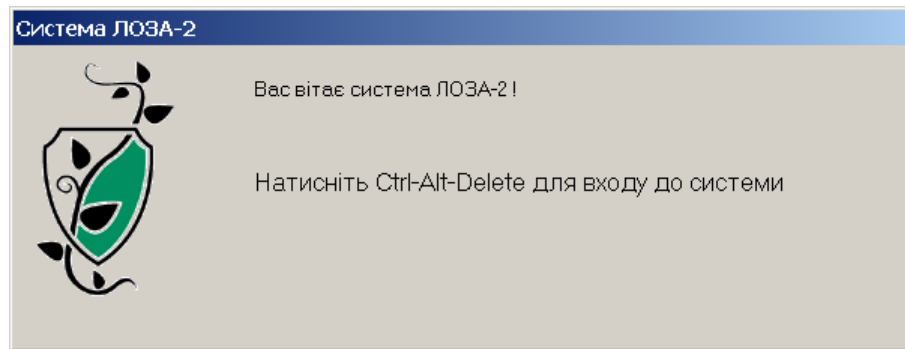 Система ЛОЗА-2
Вас вітає система ЛОЗА-2!
Натисніть Ctrl-Alt-Delete для входу до системи